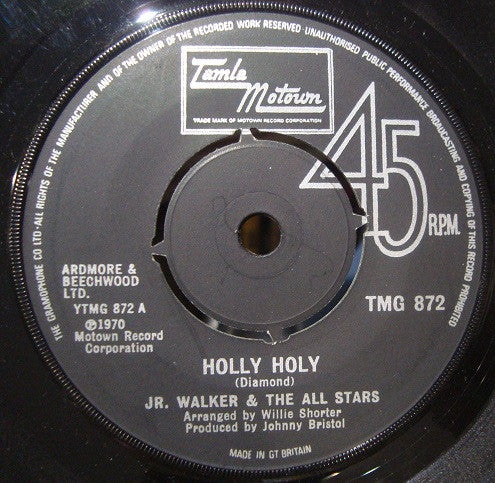 THE GRAMOPHONE CO LTD·ALL RIGHTS OF THE MANUFACTURER AND OF THE OWNER OF THE RECORDED WORK RESERVED·UNAUTHORISED PUBLIC PERFORMANCE BROADCASTING AND COPYING OF THIS RECORD PROHIBITED
Tamla
Motown
TRADE MARK OF MOTOWN RECORD CORPORATION
45
R.P.M.
ARDMORE &
BEECHWOOD
LTD.
YTMG 872 A
℗1970
Motown Record
Corporation
TMG 872
HOLLY HOLY
(Diamond)
JR. WALKER & THE ALL STARS
Arranged by Willie Shorter
Produced by Johnny Bristol
MADE IN GT BRITAIN